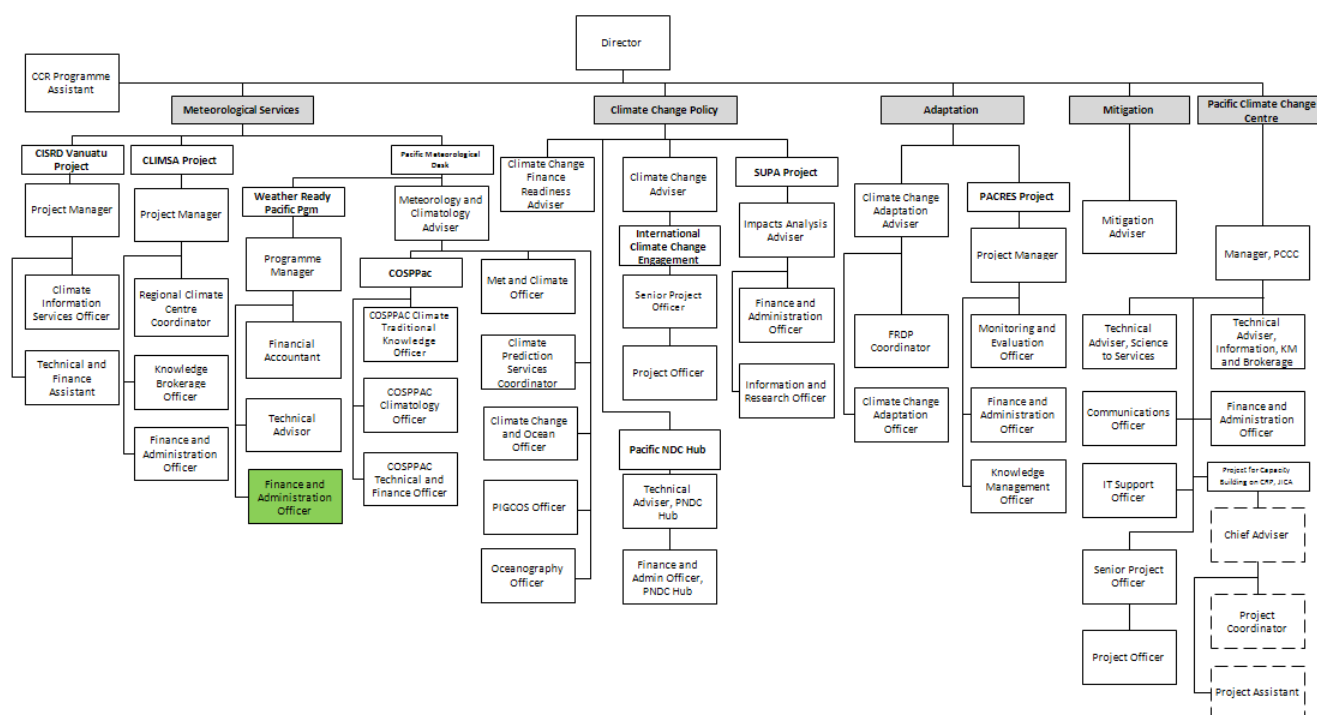 Director
CCR Programme
Assistant
Meteorological Services
Climate Change Policy
Adaptation
Mitigation
Pacific Climate Change
Centre
CISRD Vanuatu
Project
Project Manager
Climate
Information
Services Officer
Technical and
Finance Assistant
CLIMSA Project
Project Manager
Regional Climate
Centre
Coordinator
Knowledge
Brokerage
Officer
Finance and
Administration
Officer
Weather Ready
Pacific Pgm
Programme
Manager
Financial
Accountant
Technical
Advisor
Finance and
Administration
Officer
Pacific Meteorological
Desk
Meteorology and
Climatology
Adviser
COSPPac
COSPPAC Climate
Traditional
Knowledge Officer
COSPPAC
Climatology
Officer
COSPPAC
Technical and
Finance Officer
Met and Climate
Officer
Climate
Prediction
Services
Coordinator
Climate Change
and Ocean
Officer
PIGCOS Officer
Oceanography
Officer
Climate Change
Finance
Readiness
Adviser
Climate Change
Adviser
International
Climate Change
Engagement
Senior Project
Officer
Project Officer
Pacific NDC Hub
Technical
Adviser, PNDC
Hub
Finance and
Admin Officer,
PNDC Hub
SUPA Project
Impacts Analysis
Adviser
Finance and
Administration
Officer
Information and
Research Officer
Climate Change
Adaptation
Adviser
FRDP
Coordinator
Climate Change
Adaptation
Officer
PACRES Project
Project Manager
Monitoring and
Evaluation
Officer
Finance and
Administration
Officer
Knowledge
Management
Officer
Mitigation
Adviser
Manager, PCCC
Technical
Adviser, Science
to Services
Communications
Officer
IT Support
Officer
Senior Project
Officer
Project Officer
Technical
Adviser,
Information, KM
and Brokerage
Finance and
Administration
Officer
Project for Capacity
Building on CRP, JICA
Chief Adviser
Project
Coordinator
Project Assistant